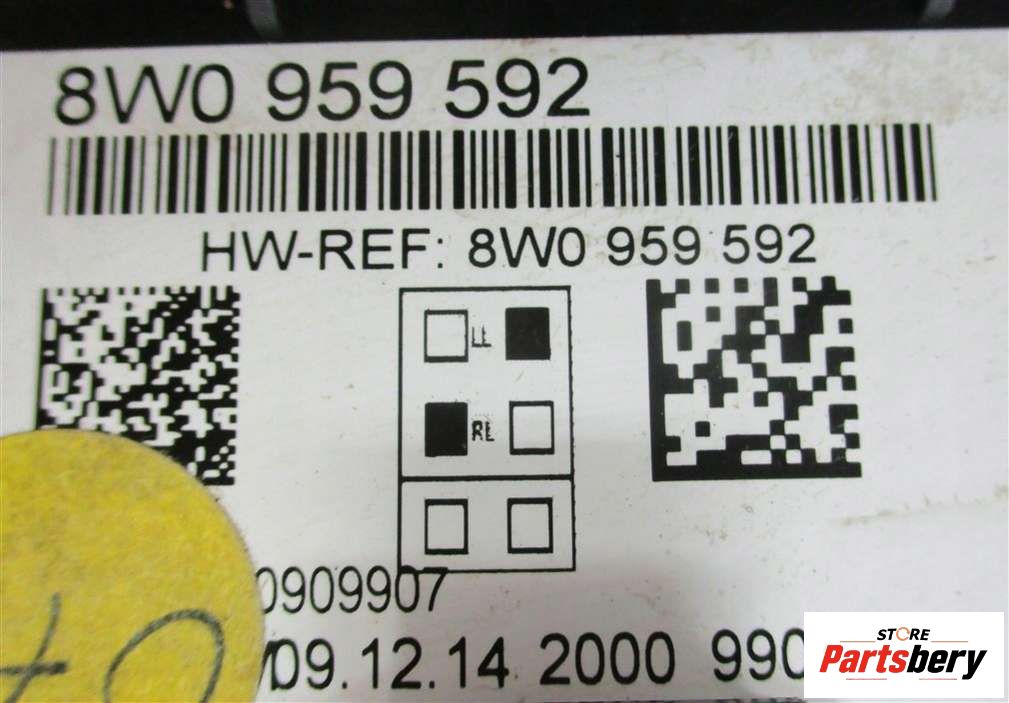 8W0 959 592
HW-REF: 8W0 959 592
LL
RL
0909907
09.12.14 2000 990
STORE
Partsbery